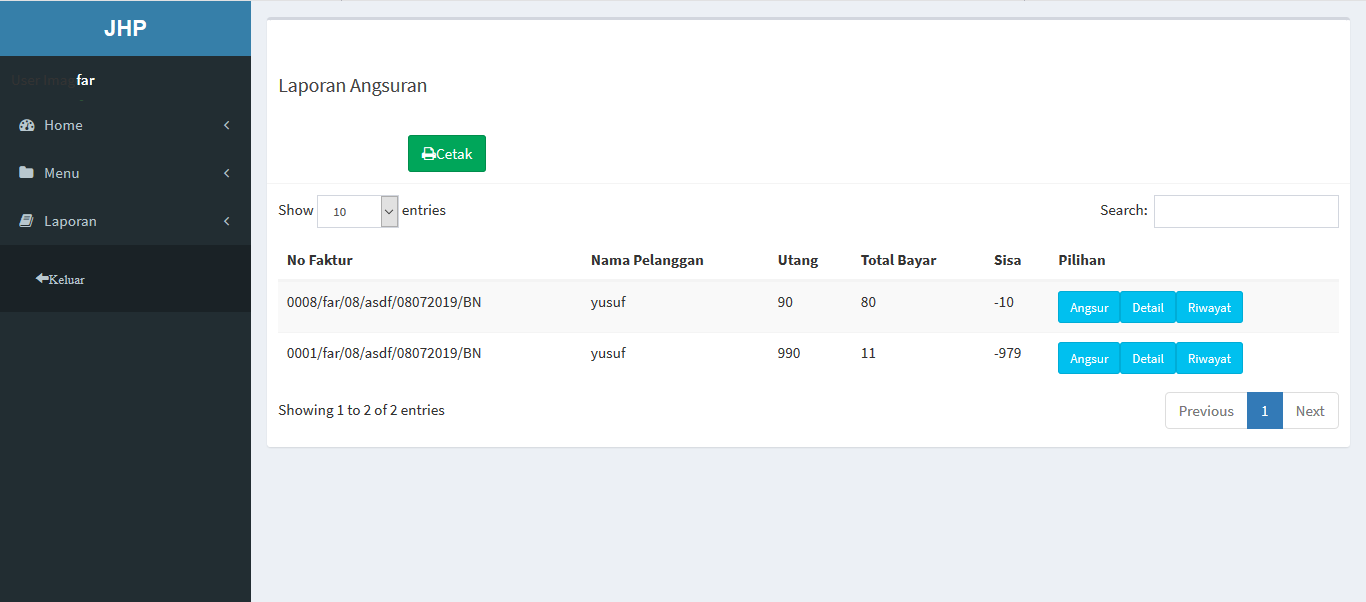 JHP
User Image far
Home
Menu
Laporan
Keluar
Laporan Angsuran
Cetak
Show 10 entries
Search:
No Faktur Nama Pelanggan Utang Total Bayar Sisa Pilihan
0008/far/08/asdf/08072019/BN yusuf 90 80 -10 Angsur Detail Riwayat
0001/far/08/asdf/08072019/BN yusuf 990 11 -979 Angsur Detail Riwayat
Showing 1 to 2 of 2 entries
Previous 1 Next